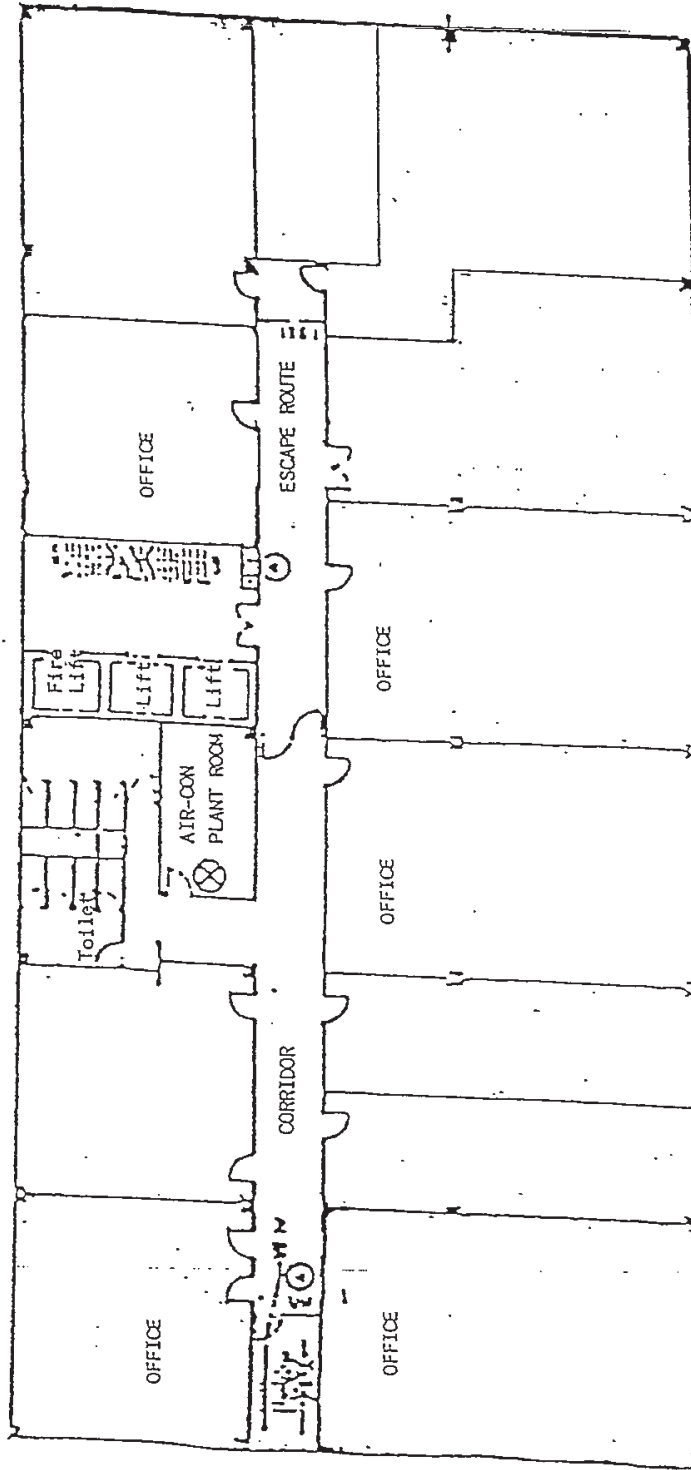 OFFICE
ESCAPE ROUTE
Fire
Lift
Lift
Lift
OFFICE
AIR-CON
PLANT ROOM
Toilet
OFFICE
CORRIDOR
A
A
OFFICE
OFFICE